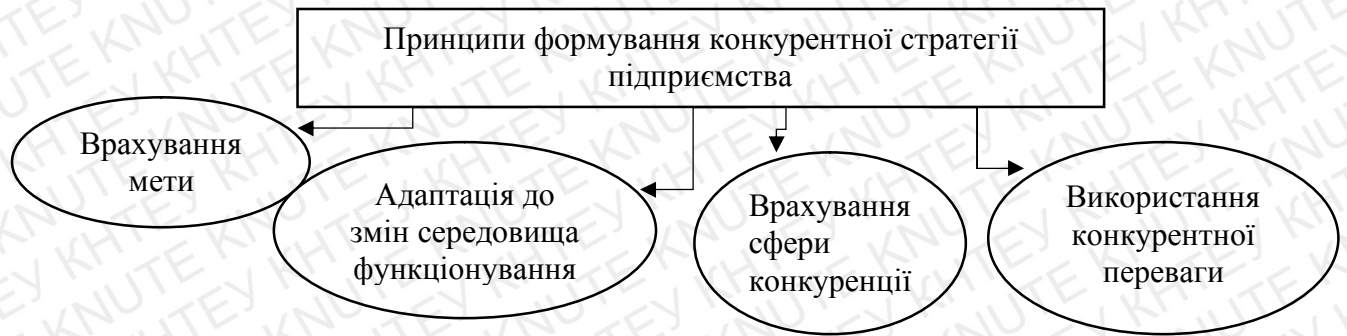 Принципи формування конкурентної стратегії
підприємства
Врахування
мети
Адаптація до
змін середовища
функціонування
Врахування
сфери
конкуренції
Використання
конкурентної
переваги